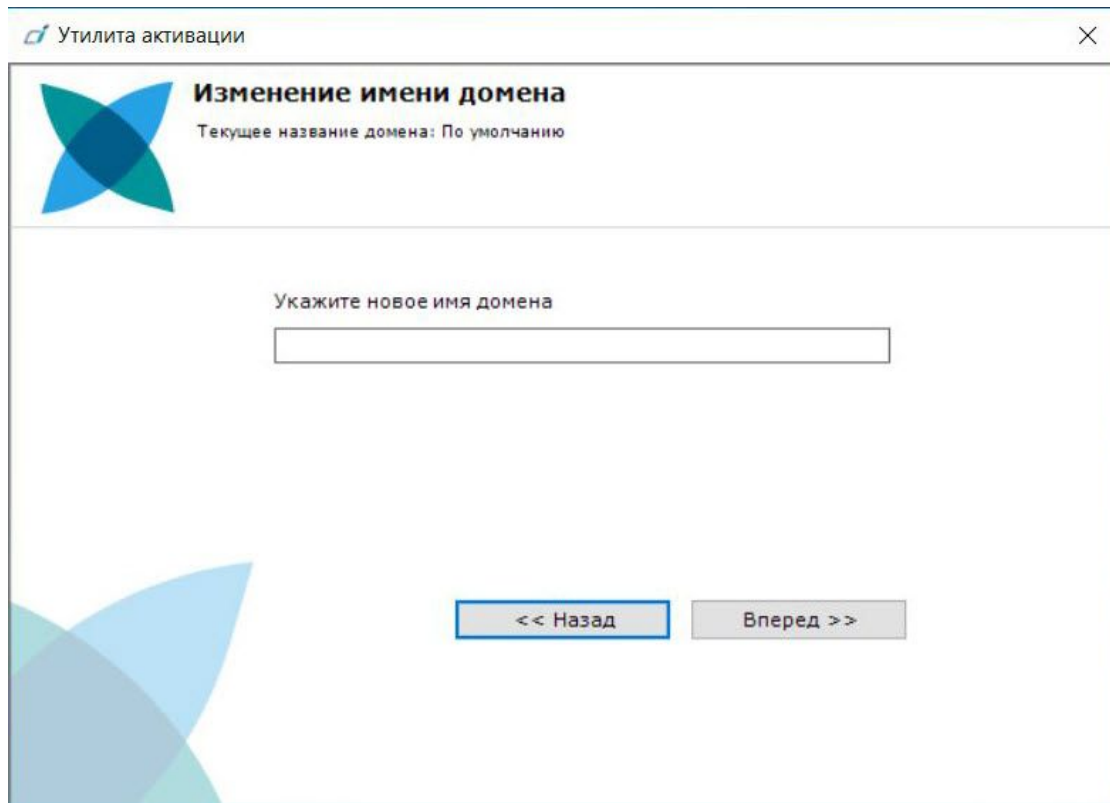 Утилита активации
Изменение имени домена
Текущее название домена: По умолчанию
Укажите новое имя домена
<< Назад
Вперед >>